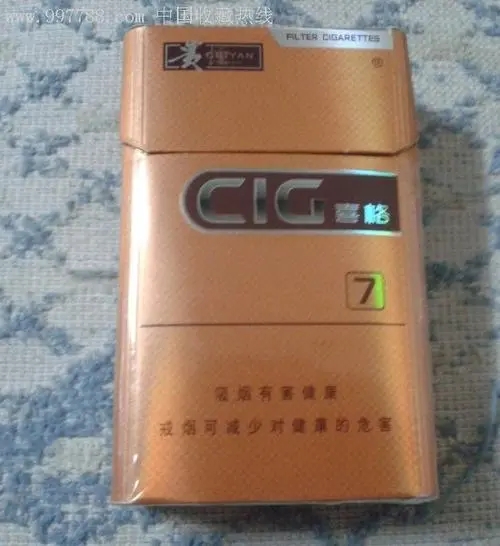 www.997788.com 中国收藏热线
FILTER CIGARETTES
贵 GUIYAN
®
CIG 喜格
7
吸烟有害健康
戒烟可减少对健康的危害